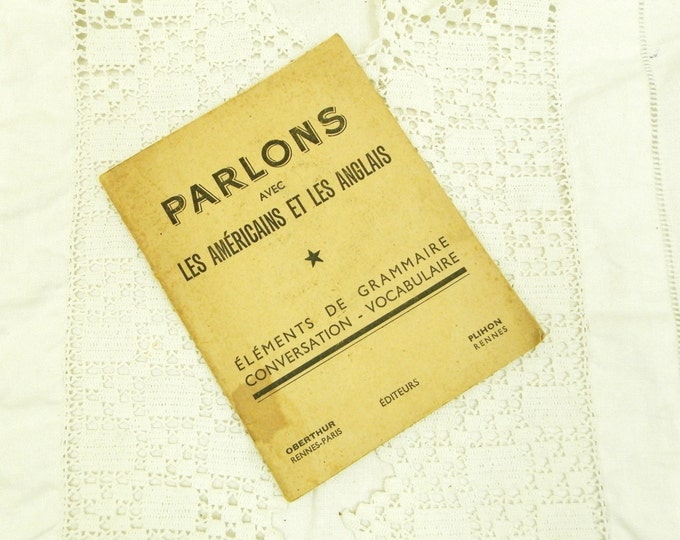 PARLONS
AVEC
LES AMÉRICAINS ET LES ANGLAIS
ÉLÉMENTS DE GRAMMAIRE
CONVERSATION - VOCABULAIRE
OBERTHUR
RENNES-PARIS
ÉDITEURS
PLIHON
RENNES